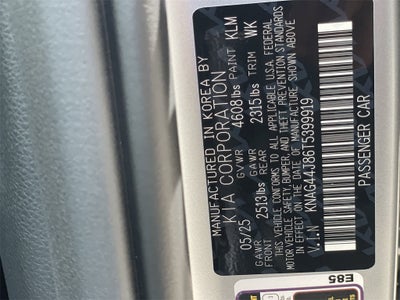 MANUFACTURED IN KOREA BY
KIA CORPORATION
05/25 GVWR 4608lbs PAINT KLM
GAWR FRONT 2513lbs GAWR REAR 2315lbs TRIM WK
THIS VEHICLE CONFORMS TO ALL APPLICABLE U.S.A. FEDERAL
MOTOR VEHICLE SAFETY, BUMPER, AND THEFT PREVENTION STANDARDS
IN EFFECT ON THE DATE OF MANUFACTURE SHOWN ABOVE
V.I.N KNAG44J86T5399919
PASSENGER CAR
E85